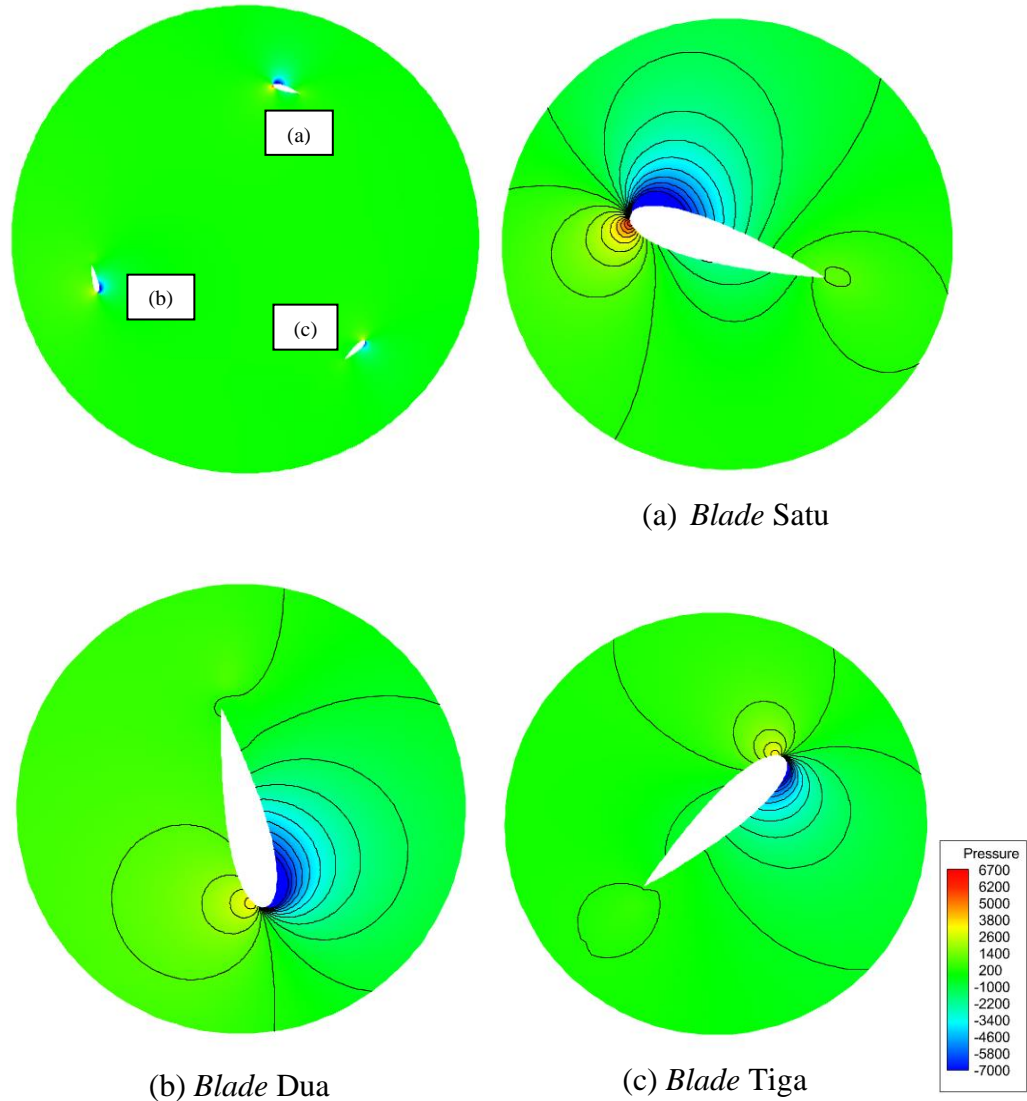 (a)
(b)
(c)
(a) Blade Satu
(b) Blade Dua
(c) Blade Tiga
Pressure
6700
6200
5000
3800
2600
1400
200
-1000
-2200
-3400
-4600
-5800
-7000